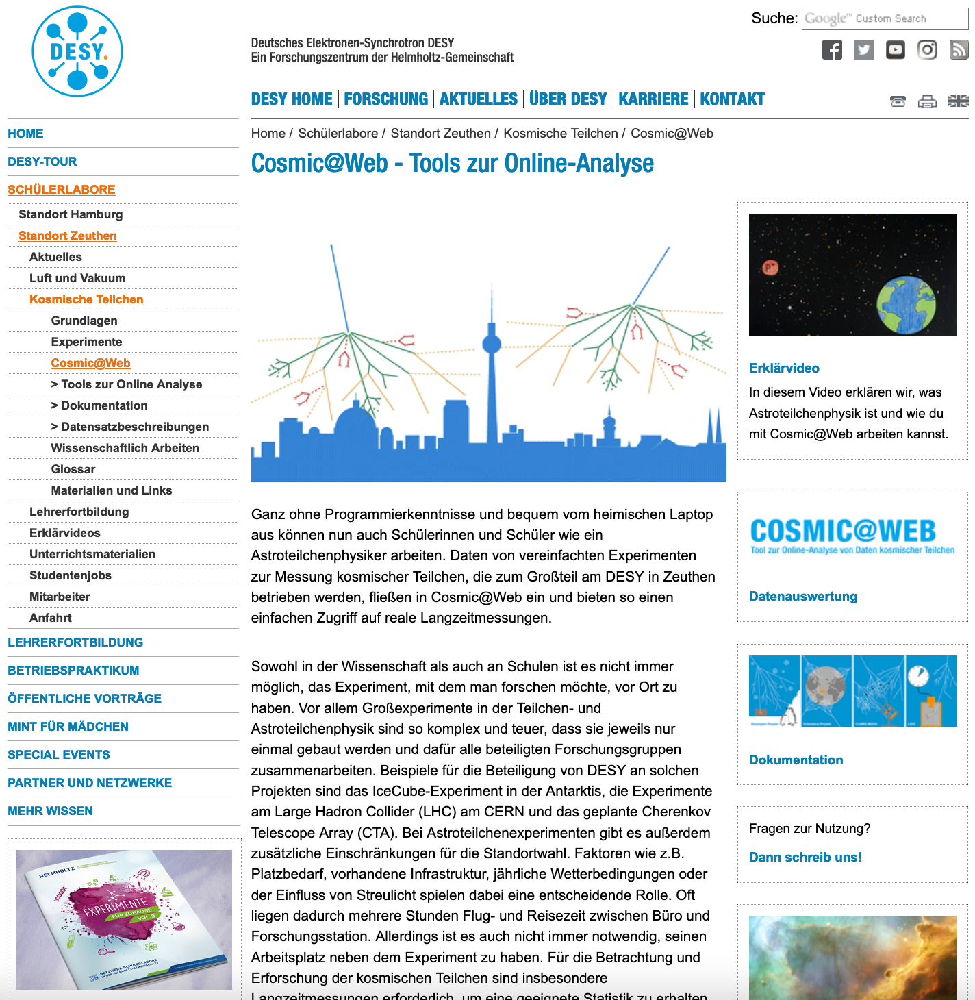 DESY.
Suche:
Google™ Custom Search
Deutsches Elektronen-Synchrotron DESY
Ein Forschungszentrum der Helmholtz-Gemeinschaft
DESY HOME
FORSCHUNG
AKTUELLES
ÜBER DESY
KARRIERE
KONTAKT
HOME
DESY-TOUR
SCHÜLERLABORE
Standort Hamburg
Standort Zeuthen
Aktuelles
Luft und Vakuum
Kosmische Teilchen
Grundlagen
Experimente
Cosmic@Web
> Tools zur Online Analyse
> Dokumentation
> Datensatzbeschreibungen
Wissenschaftlich Arbeiten
Glossar
Materialien und Links
Lehrerfortbildung
Erklärvideos
Unterrichtsmaterialien
Studentenjobs
Mitarbeiter
Anfahrt
LEHRERFORTBILDUNG
BETRIEBSPRAKTIKUM
ÖFFENTLICHE VORTRÄGE
MINT FÜR MÄDCHEN
SPECIAL EVENTS
PARTNER UND NETZWERKE
MEHR WISSEN
HELMHOLTZ
EXPERIMENTE
FÜR ZUHAUSE
VOL.3
NETZWERK SCHÜLERLABORE
IN DER HELMHOLTZ-GEMEINSCHAFT
Home / Schülerlabore / Standort Zeuthen / Kosmische Teilchen / Cosmic@Web
Cosmic@Web - Tools zur Online-Analyse
Ganz ohne Programmierkenntnisse und bequem vom heimischen Laptop
aus können nun auch Schülerinnen und Schüler wie ein
Astroteilchenphysiker arbeiten. Daten von vereinfachten Experimenten
zur Messung kosmischer Teilchen, die zum Großteil am DESY in Zeuthen
betrieben werden, fließen in Cosmic@Web ein und bieten so einen
einfachen Zugriff auf reale Langzeitmessungen.
Sowohl in der Wissenschaft als auch an Schulen ist es nicht immer
möglich, das Experiment, mit dem man forschen möchte, vor Ort zu
haben. Vor allem Großexperimente in der Teilchen- und
Astroteilchenphysik sind so komplex und teuer, dass sie jeweils nur
einmal gebaut werden und dafür alle beteiligten Forschungsgruppen
zusammenarbeiten. Beispiele für die Beteiligung von DESY an solchen
Projekten sind das IceCube-Experiment in der Antarktis, die Experimente
am Large Hadron Collider (LHC) am CERN und das geplante Cherenkov
Telescope Array (CTA). Bei Astroteilchenexperimenten gibt es außerdem
zusätzliche Einschränkungen für die Standortwahl. Faktoren wie z.B.
Platzbedarf, vorhandene Infrastruktur, jährliche Wetterbedingungen oder
der Einfluss von Streulicht spielen dabei eine entscheidende Rolle. Oft
liegen dadurch mehrere Stunden Flug- und Reisezeit zwischen Büro und
Forschungsstation. Allerdings ist es auch nicht immer notwendig, seinen
Arbeitsplatz neben dem Experiment zu haben. Für die Betrachtung und
Erforschung der kosmischen Teilchen sind insbesondere
Langzeitmessungen erforderlich, um eine geeignete Statistik zu erhalten
P+
Erklärvideo
In diesem Video erklären wir, was
Astroteilchenphysik ist und wie du
mit Cosmic@Web arbeiten kannst.
COSMIC@WEB
Tool zur Online-Analyse von Daten kosmischer Teilchen
Datenauswertung
Dokumentation
Fragen zur Nutzung?
Dann schreib uns!